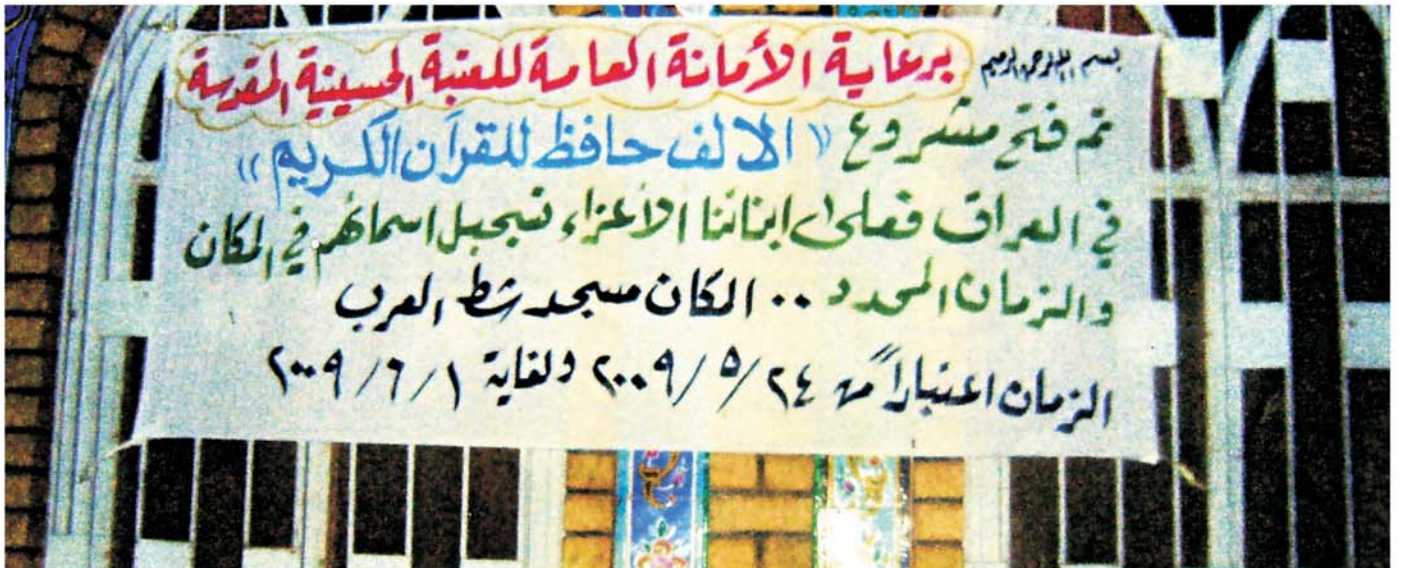 بسم الله الرحمن الرحيم
برعاية الأمانة العامة للعتبة الحسينية المقدسة
تم فتح مشروع « الالف حافظ للقرآن الكريم »
في العراق فعلى ابنائنا الأعزاء تسجيل اسمائهم في المكان
والزمان المحدد .. المكان مسجد شط العرب
الزمان اعتباراً من ٢٤/٥/٢٠٠٩ ولغاية ١/٦/٢٠٠٩